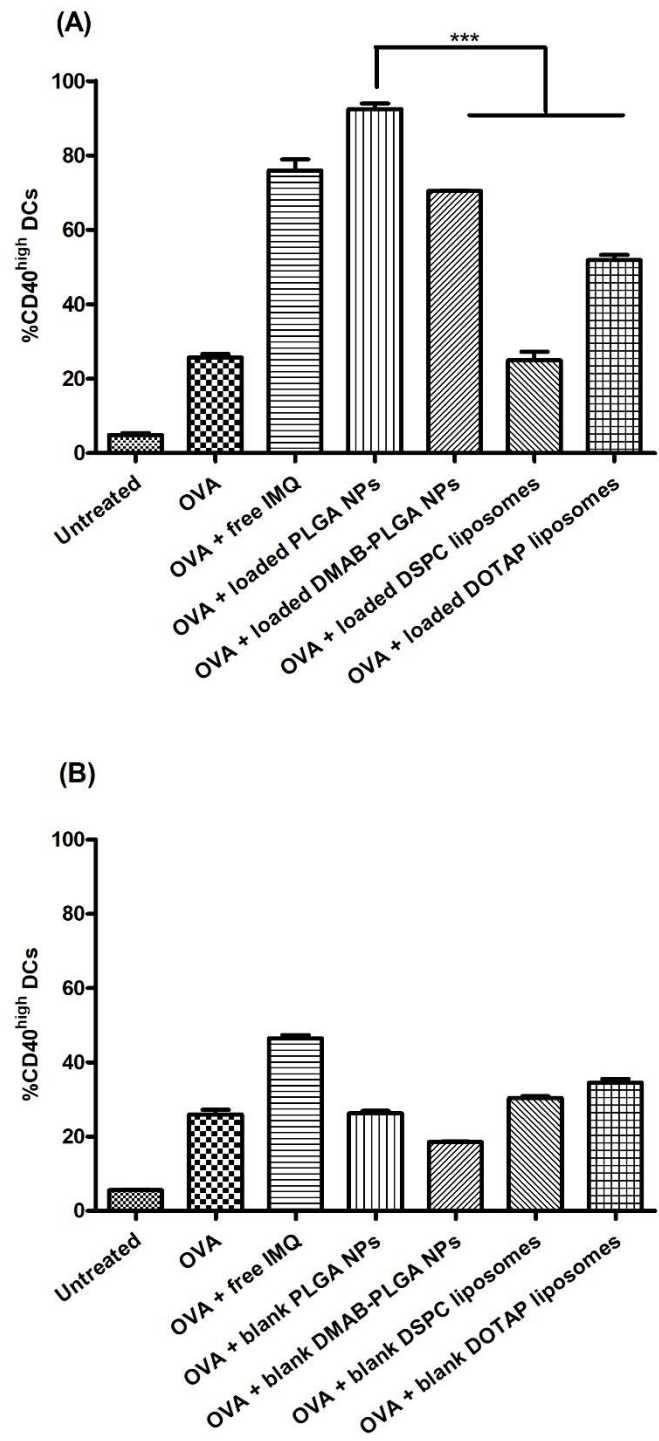 (A)
***
100
80
60
40
20
0
%CD40high DCs
Untreated
OVA
OVA + free IMQ
OVA + loaded PLGA NPs
OVA + loaded DMAB-PLGA NPs
OVA + loaded DSPC liposomes
OVA + loaded DOTAP liposomes
(B)
100
80
60
40
20
0
%CD40high DCs
Untreated
OVA
OVA + free IMQ
OVA + blank PLGA NPs
OVA + blank DMAB-PLGA NPs
OVA + blank DSPC liposomes
OVA + blank DOTAP liposomes